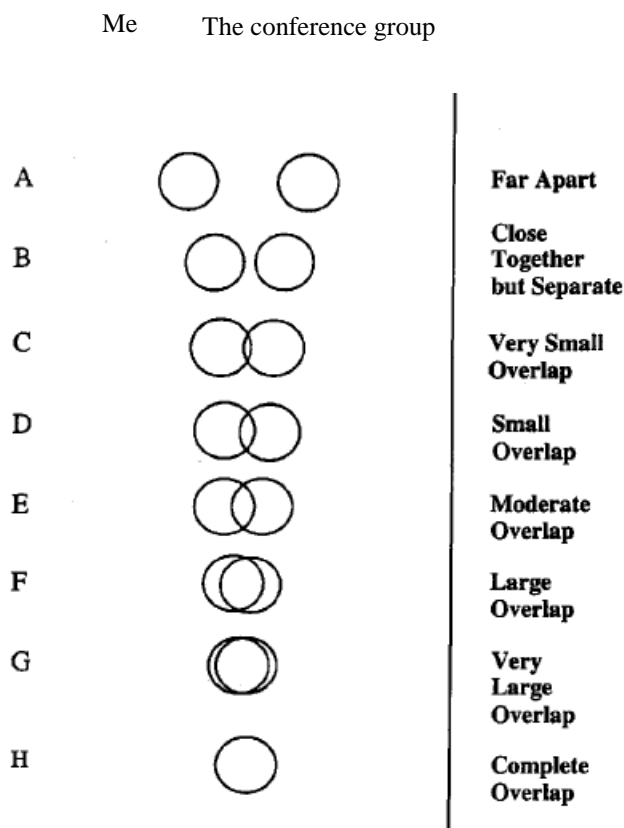 Me The conference group
A Far Apart
Close
B Together
but Separate
C Very Small
Overlap
D Small
Overlap
E Moderate
Overlap
F Large
Overlap
G Very
Large
Overlap
H Complete
Overlap